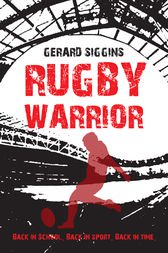 GERARD SIGGINS
RUGBY
WARRIOR
BACK IN SCHOOL. BACK IN SPORT. BACK IN TIME.